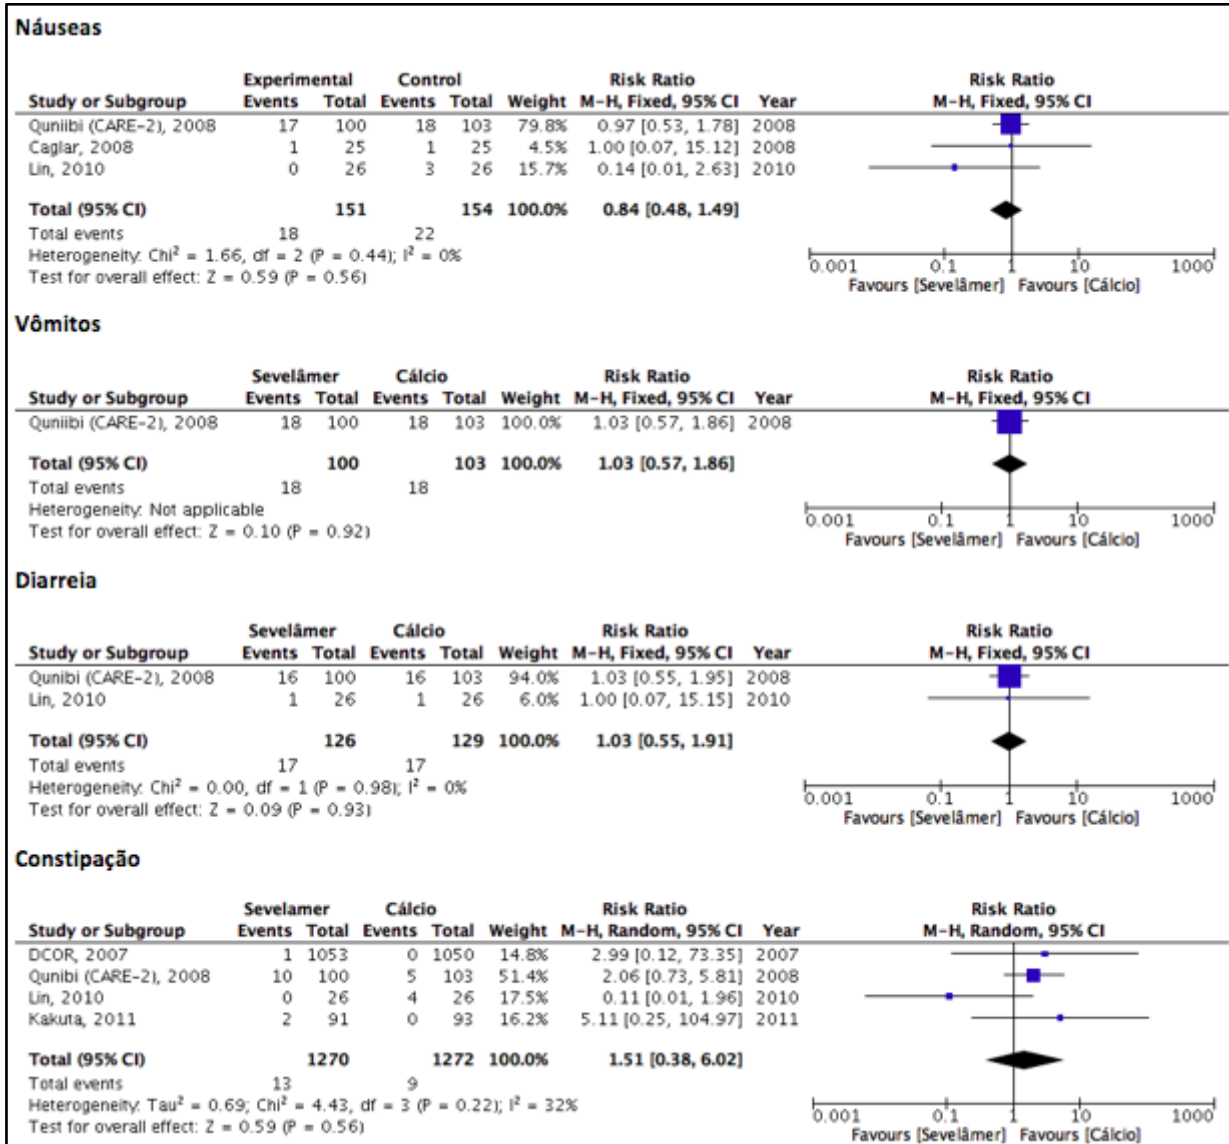 Náuseas
Experimental Control Risk Ratio Risk Ratio
Study or Subgroup Events Total Events Total Weight M-H, Fixed, 95% CI Year M-H, Fixed, 95% CI
Quniibi (CARE-2), 2008 17 100 18 103 79.8% 0.97 [0.53, 1.78] 2008
Caglar, 2008 1 25 1 25 4.5% 1.00 [0.07, 15.12] 2008
Lin, 2010 0 26 3 26 15.7% 0.14 [0.01, 2.63] 2010
Total (95% CI) 151 154 100.0% 0.84 [0.48, 1.49]
Total events 18 22
Heterogeneity: Chi² = 1.66, df = 2 (P = 0.44); I² = 0%
Test for overall effect: Z = 0.59 (P = 0.56)
0.001 0.1 1 10 1000
Favours [Sevelâmer] Favours [Cálcio]
Vômitos
Sevelâmer Cálcio Risk Ratio Risk Ratio
Study or Subgroup Events Total Events Total Weight M-H, Fixed, 95% CI Year M-H, Fixed, 95% CI
Quniibi (CARE-2), 2008 18 100 18 103 100.0% 1.03 [0.57, 1.86] 2008
Total (95% CI) 100 103 100.0% 1.03 [0.57, 1.86]
Total events 18 18
Heterogeneity: Not applicable
Test for overall effect: Z = 0.10 (P = 0.92)
0.001 0.1 1 10 1000
Favours [Sevelâmer] Favours [Cálcio]
Diarreia
Sevelâmer Cálcio Risk Ratio Risk Ratio
Study or Subgroup Events Total Events Total Weight M-H, Fixed, 95% CI Year M-H, Fixed, 95% CI
Qunibi (CARE-2), 2008 16 100 16 103 94.0% 1.03 [0.55, 1.95] 2008
Lin, 2010 1 26 1 26 6.0% 1.00 [0.07, 15.15] 2010
Total (95% CI) 126 129 100.0% 1.03 [0.55, 1.91]
Total events 17 17
Heterogeneity: Chi² = 0.00, df = 1 (P = 0.98); I² = 0%
Test for overall effect: Z = 0.09 (P = 0.93)
0.001 0.1 1 10 1000
Favours [Sevelâmer] Favours [Cálcio]
Constipação
Sevelamer Cálcio Risk Ratio Risk Ratio
Study or Subgroup Events Total Events Total Weight M-H, Random, 95% CI Year M-H, Random, 95% CI
DCOR, 2007 1 1053 0 1050 14.8% 2.99 [0.12, 73.35] 2007
Qunibi (CARE-2), 2008 10 100 5 103 51.4% 2.06 [0.73, 5.81] 2008
Lin, 2010 0 26 4 26 17.5% 0.11 [0.01, 1.96] 2010
Kakuta, 2011 2 91 0 93 16.2% 5.11 [0.25, 104.97] 2011
Total (95% CI) 1270 1272 100.0% 1.51 [0.38, 6.02]
Total events 13 9
Heterogeneity: Tau² = 0.69; Chi² = 4.43, df = 3 (P = 0.22); I² = 32%
Test for overall effect: Z = 0.59 (P = 0.56)
0.001 0.1 1 10 1000
Favours [Sevelâmer] Favours [Cálcio]